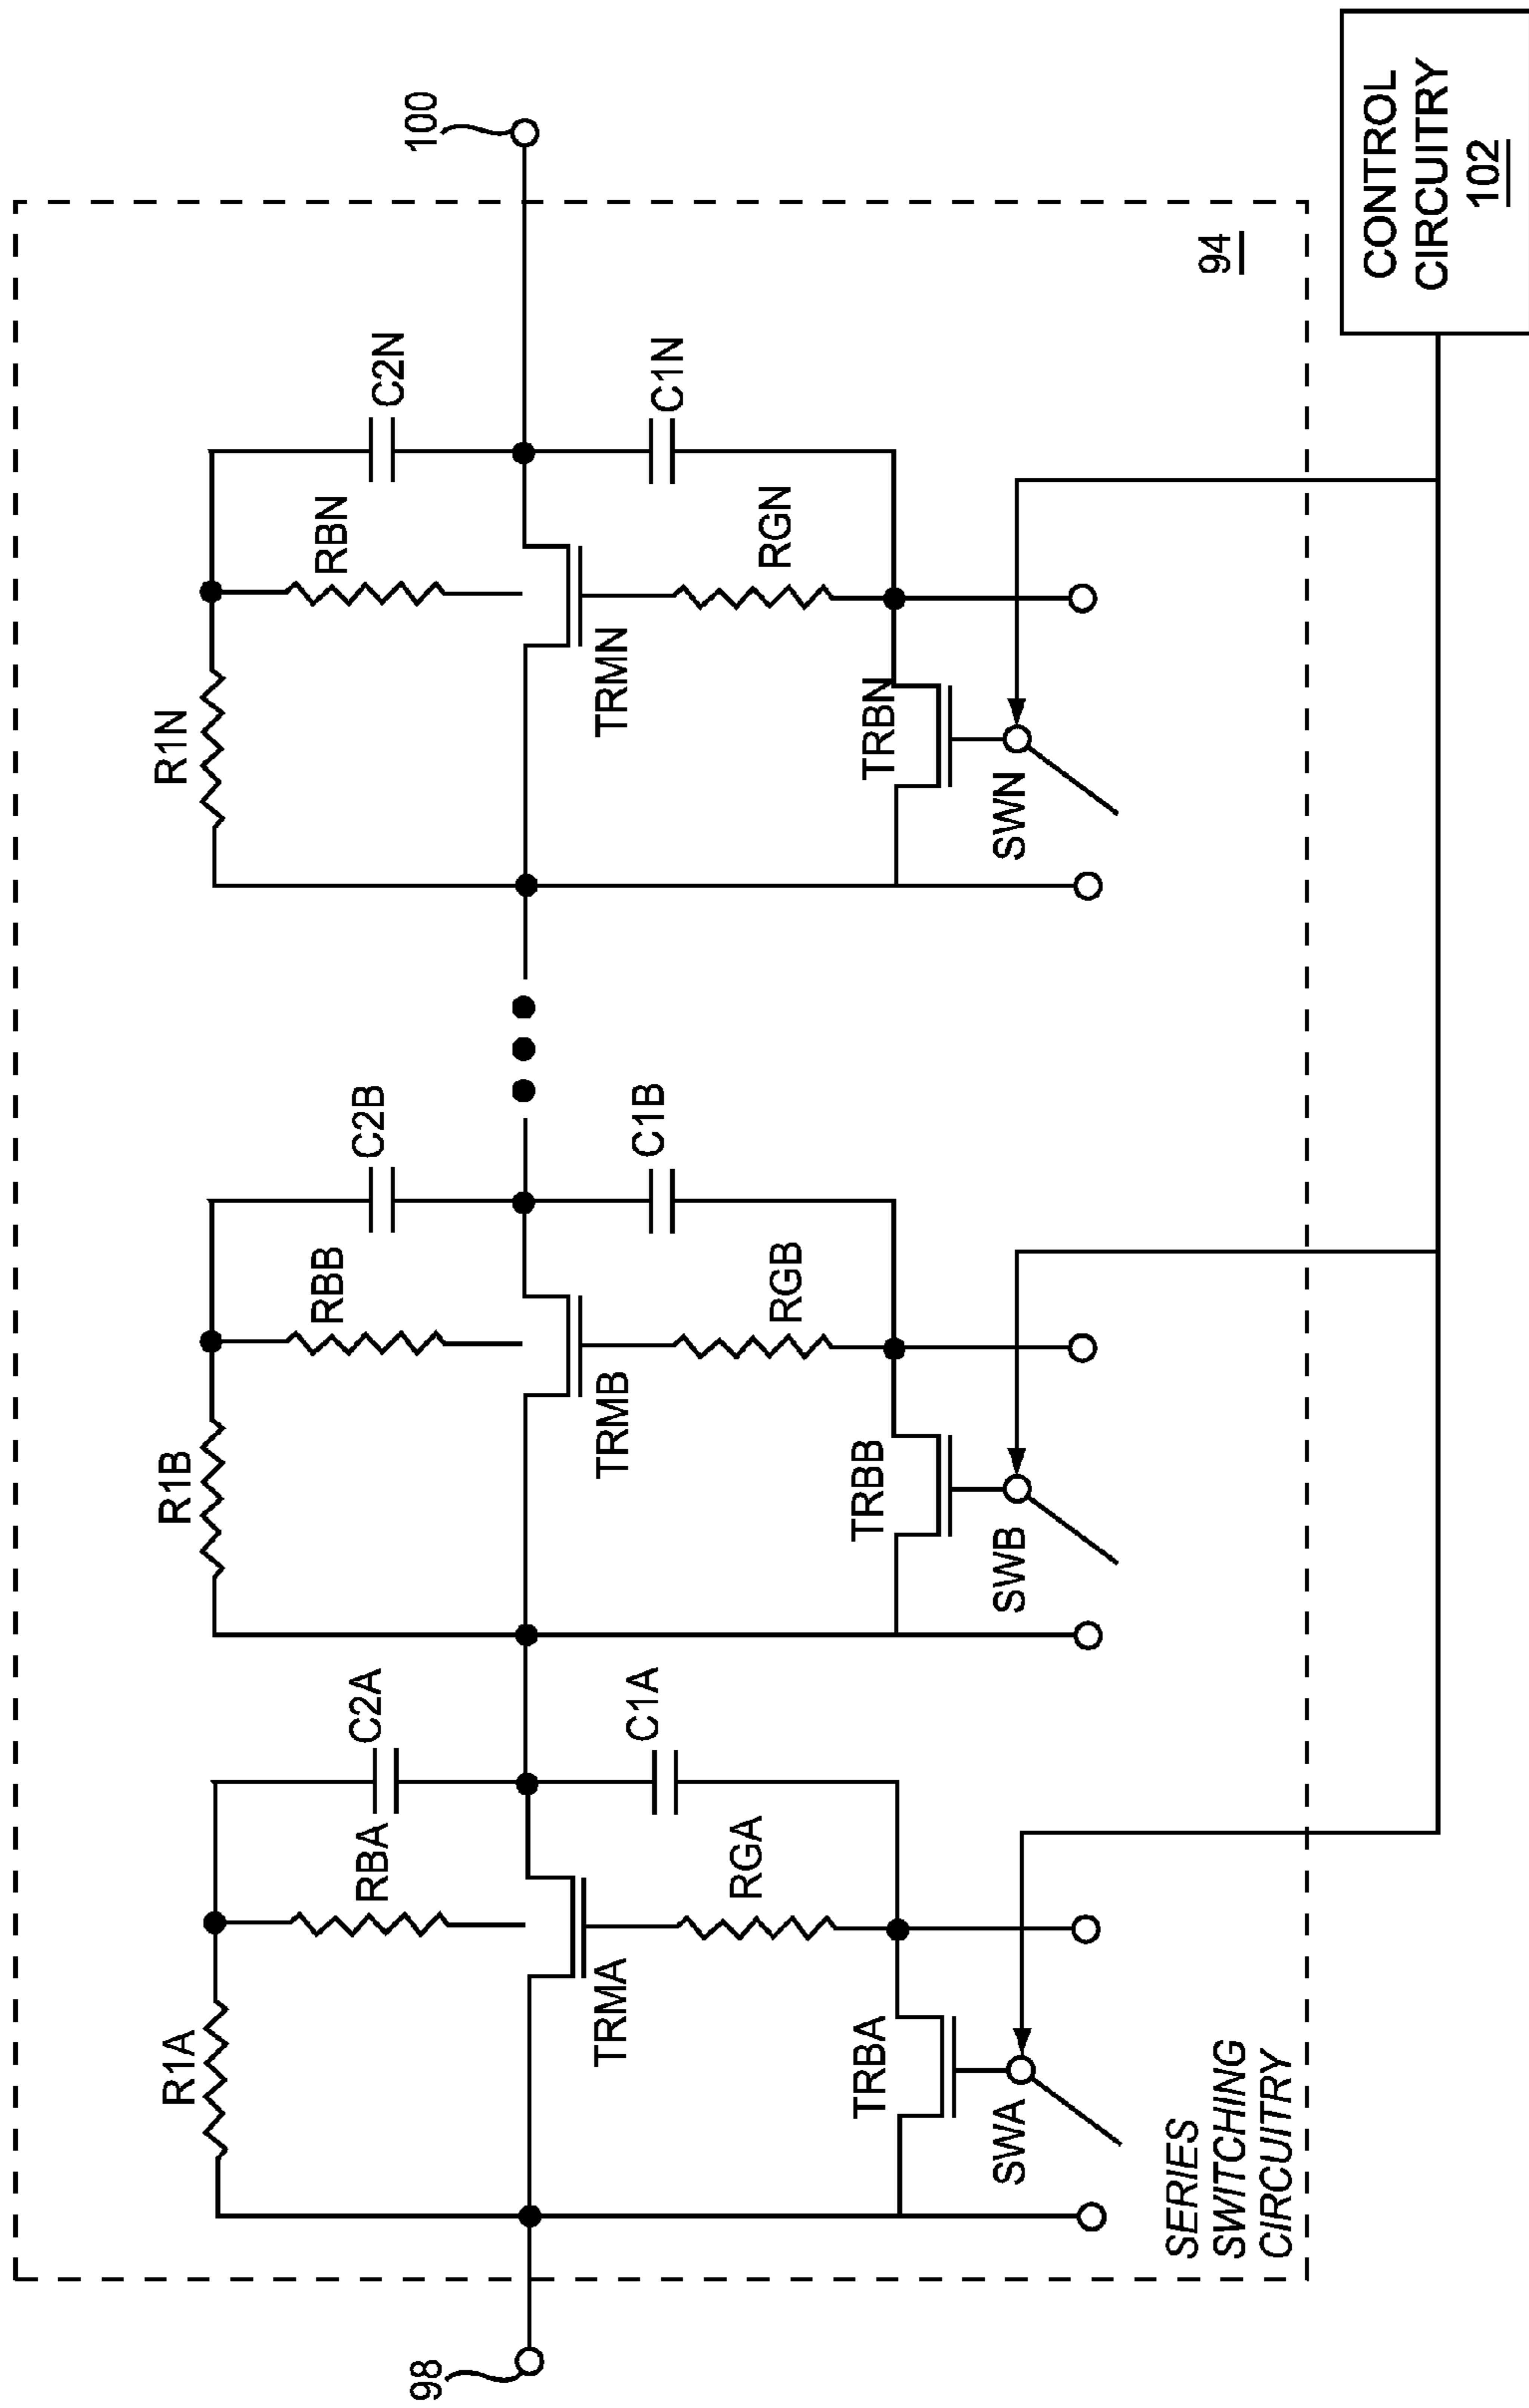 R1A
RBA
C2A
R1B
RBB
C2B
R1N
RBN
C2N
100
98
TRMA
RGA
C1A
TRMB
RGB
C1B
TRMN
RGN
C1N
TRBA
TRBB
TRBN
SWA
SWB
SWN
SERIES
SWITCHING
CIRCUITRY
94
CONTROL
CIRCUITRY
102